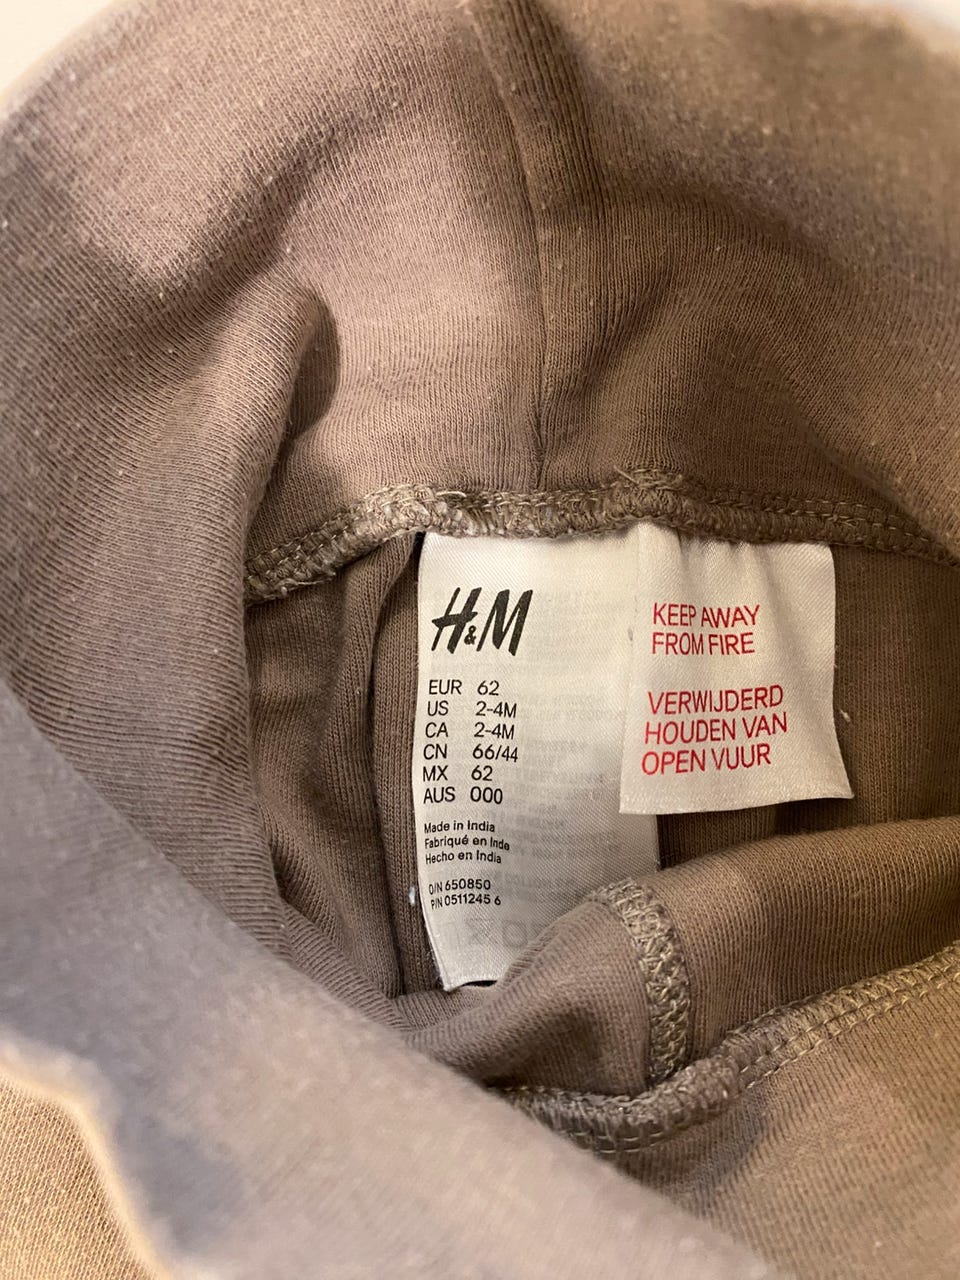 H&M
EUR 62
US 2-4M
CA 2-4M
CN 66/44
MX 62
AUS 000
Made in India
Fabriqué en Inde
Hecho en India
O/N 650850
P/N 0511245 6
KEEP AWAY
FROM FIRE
VERWIJDERD
HOUDEN VAN
OPEN VUUR